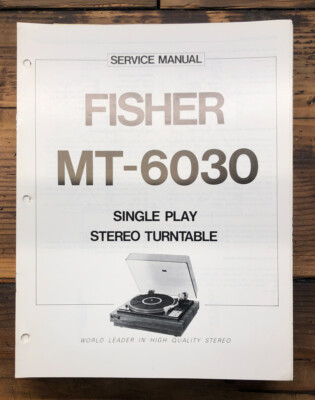 SERVICE MANUAL
FISHER
MT-6030
SINGLE PLAY
STEREO TURNTABLE
WORLD LEADER IN HIGH QUALITY STEREO